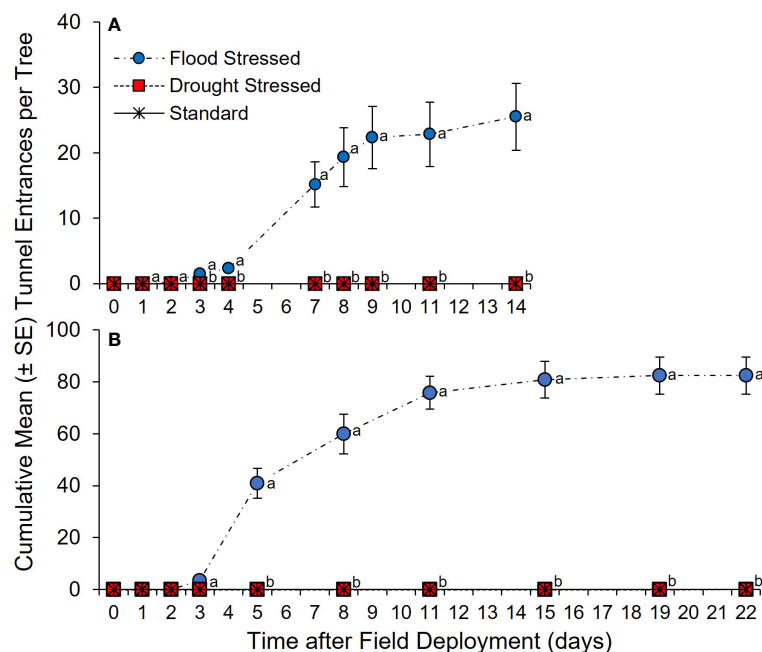 A
40
30
20
10
0
Flood Stressed
Drought Stressed
Standard
a
a
a
a
a
a
a
a
a
b
b
b
b
b
b
b
0 1 2 3 4 5 6 7 8 9 10 11 12 13 14
B
100
80
60
40
20
0
a
a
a
a
a
a
a
b
b
b
b
b
b
0 1 2 3 4 5 6 7 8 9 10 11 12 13 14 15 16 17 18 19 20 21 22
Cumulative Mean (± SE) Tunnel Entrances per Tree
Time after Field Deployment (days)